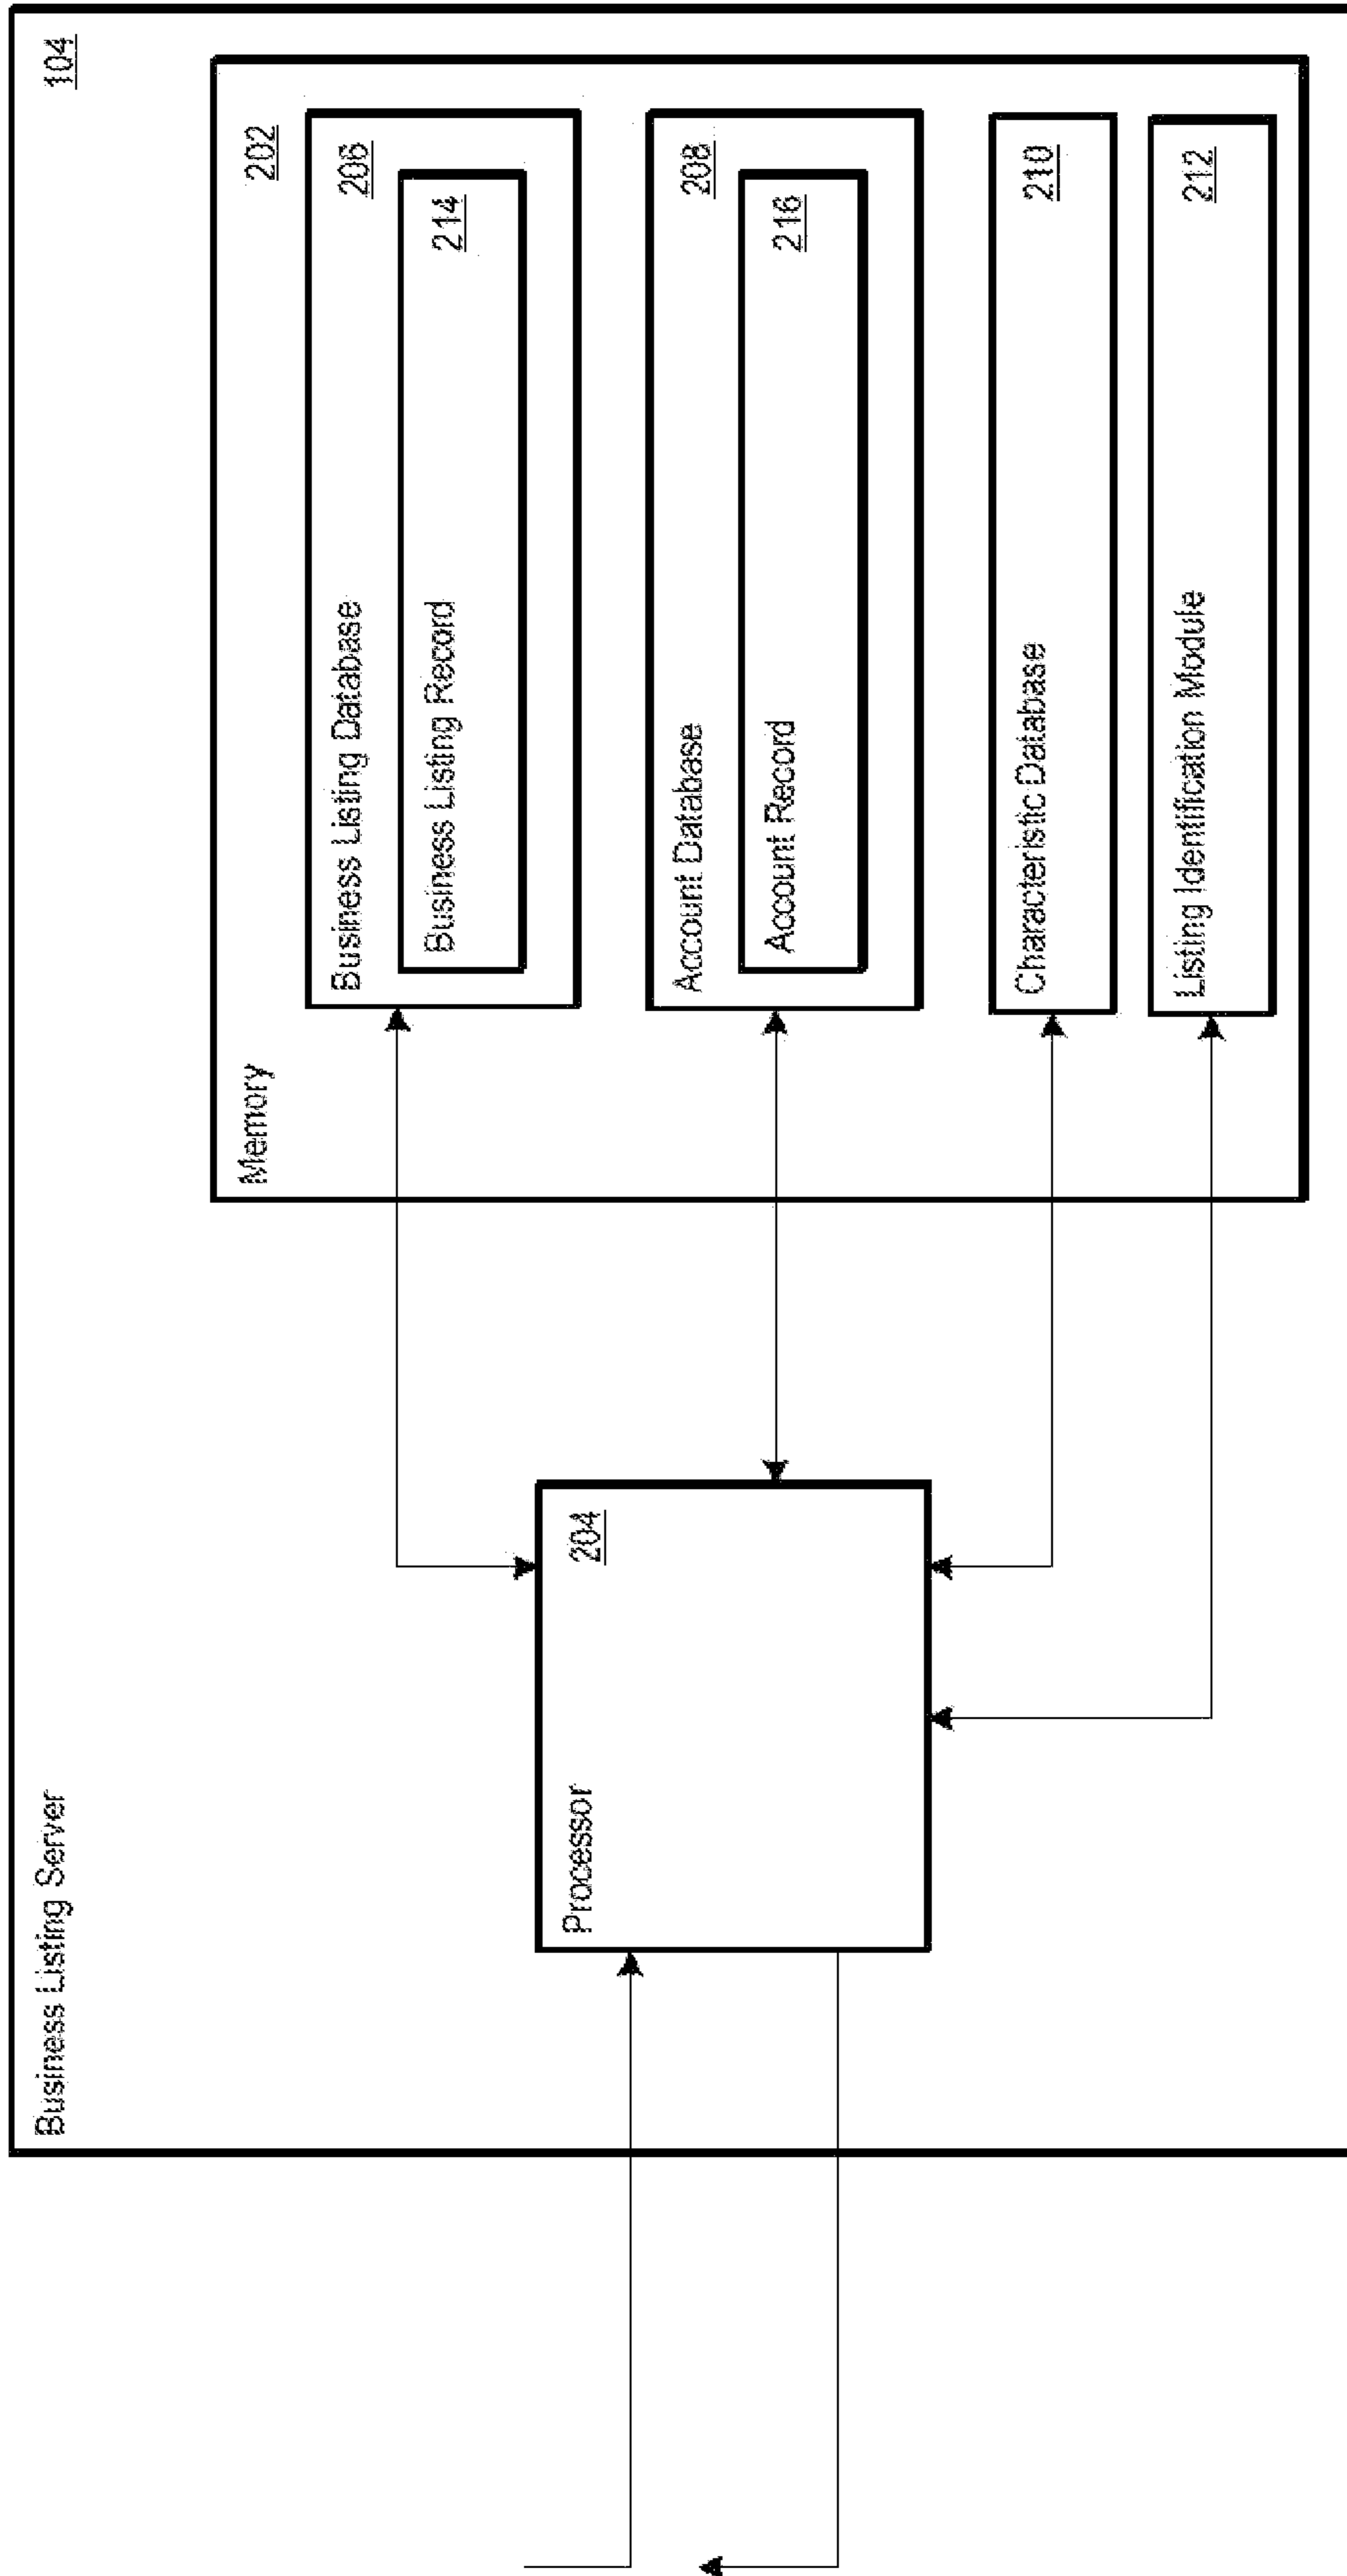 Business Listing Server 104
Memory 202
Business Listing Database 206
Business Listing Record 214
Processor 204
Account Database 208
Account Record 216
Characteristic Database 210
Listing Identification Module 212